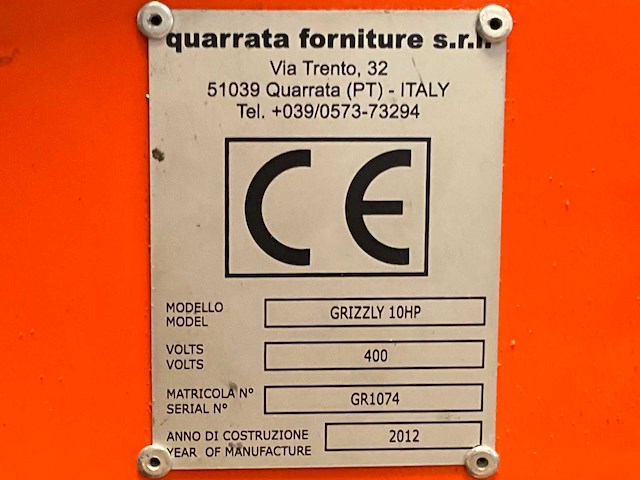 quarrata forniture s.r.l.
Via Trento, 32
51039 Quarrata (PT) - ITALY
Tel. +039/0573-73294
CE
MODELLO
MODEL
GRIZZLY 10HP
VOLTS
VOLTS
400
MATRICOLA N°
SERIAL N°
GR1074
ANNO DI COSTRUZIONE
YEAR OF MANUFACTURE
2012